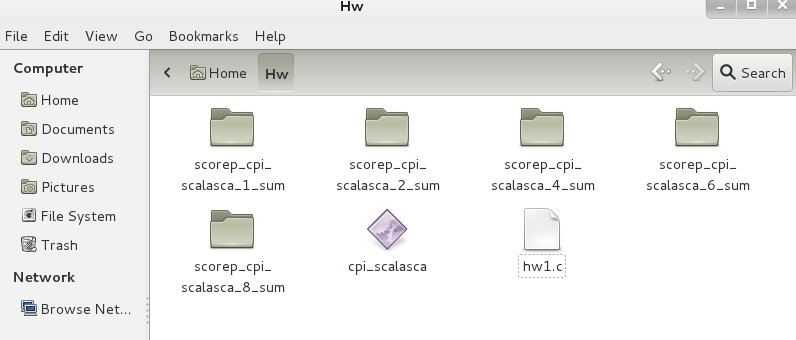 Hw
File Edit View Go Bookmarks Help
Computer
Home
Documents
Downloads
Pictures
File System
Trash
Network
Browse Net...
Home Hw Search
scorep_cpi_
scalasca_1_sum
scorep_cpi_
scalasca_2_sum
scorep_cpi_
scalasca_4_sum
scorep_cpi_
scalasca_6_sum
scorep_cpi_
scalasca_8_sum
cpi_scalasca
hw1.c